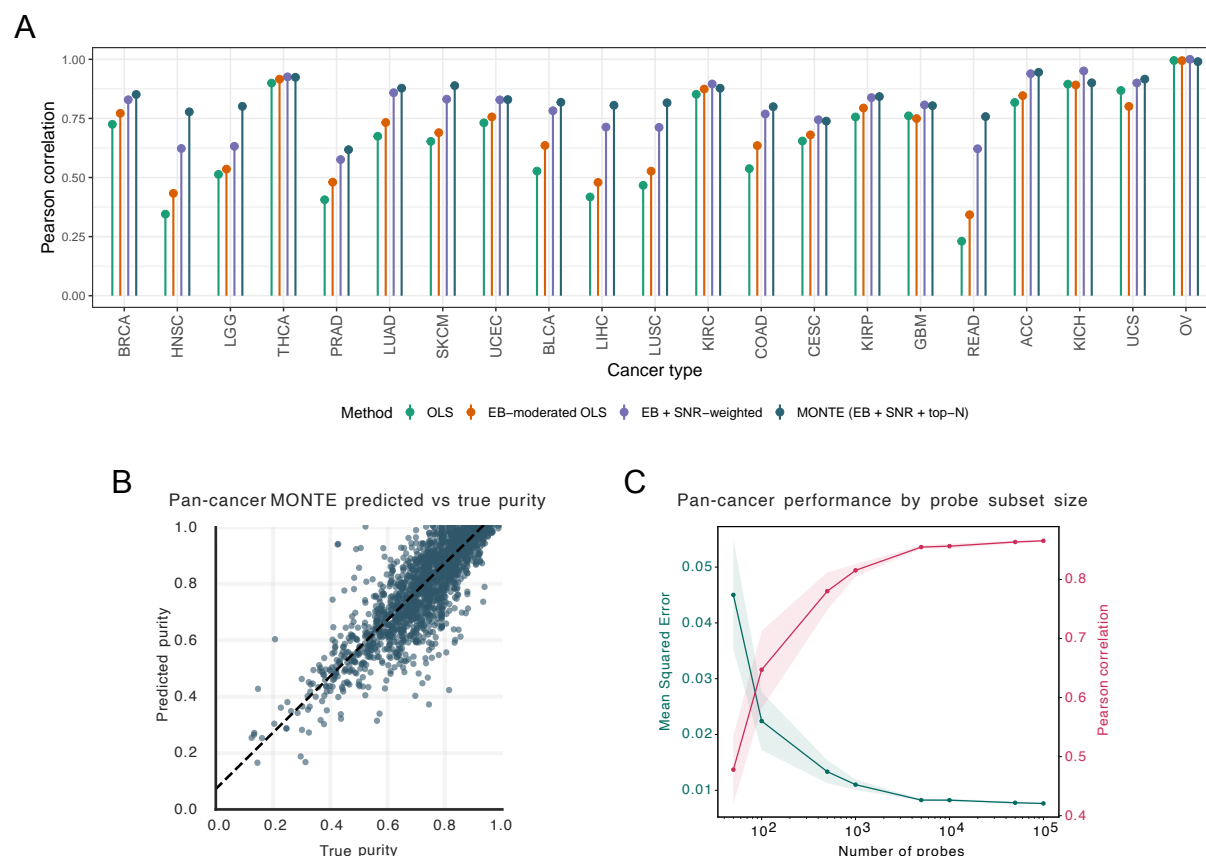 A
Pearson correlation
1.00
0.75
0.50
0.25
0.00
BRCA HNSC LGG THCA PRAD LUAD SKCM UCEC BLCA LIHC LUSC KIRC COAD CESC KIRP GBM READ ACC KICH UCS OV
Cancer type
Method OLS EB-moderated OLS EB + SNR-weighted MONTE (EB + SNR + top-N)
B
Pan-cancer MONTE predicted vs true purity
Predicted purity
1.0
0.8
0.6
0.4
0.2
0.0
0.0 0.2 0.4 0.6 0.8 1.0
True purity
C
Pan-cancer performance by probe subset size
Mean Squared Error
0.05
0.04
0.03
0.02
0.01
0.8
0.7
0.6
0.5
0.4
Pearson correlation
10² 10³ 10⁴ 10⁵
Number of probes